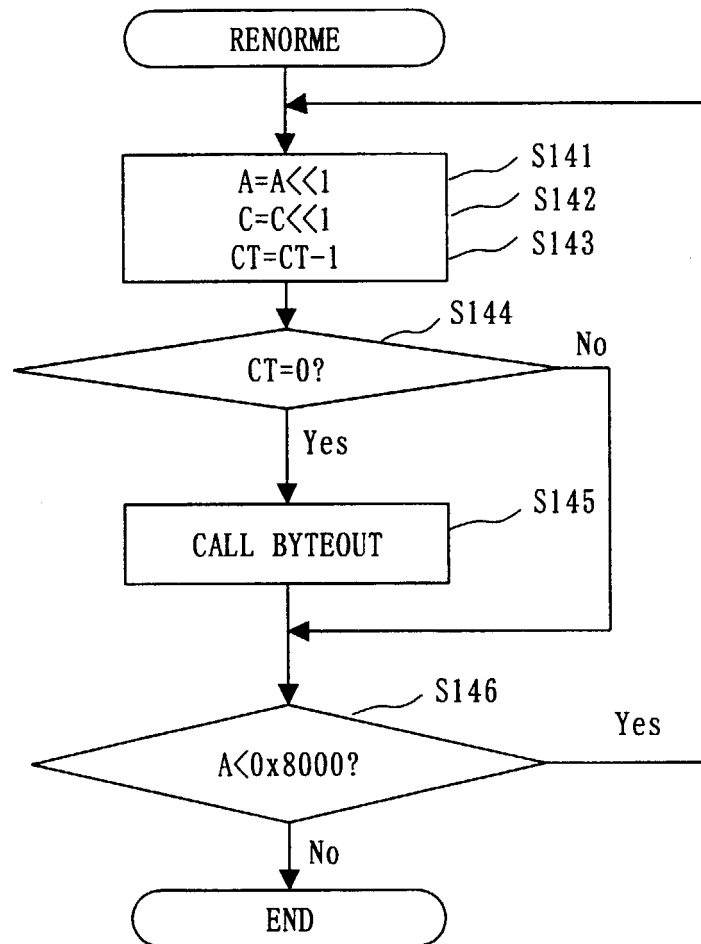 RENORME
A=A<<1
S141
C=C<<1
S142
CT=CT-1
S143
S144
CT=0?
No
Yes
S145
CALL BYTEOUT
S146
A<0x8000?
Yes
No
END